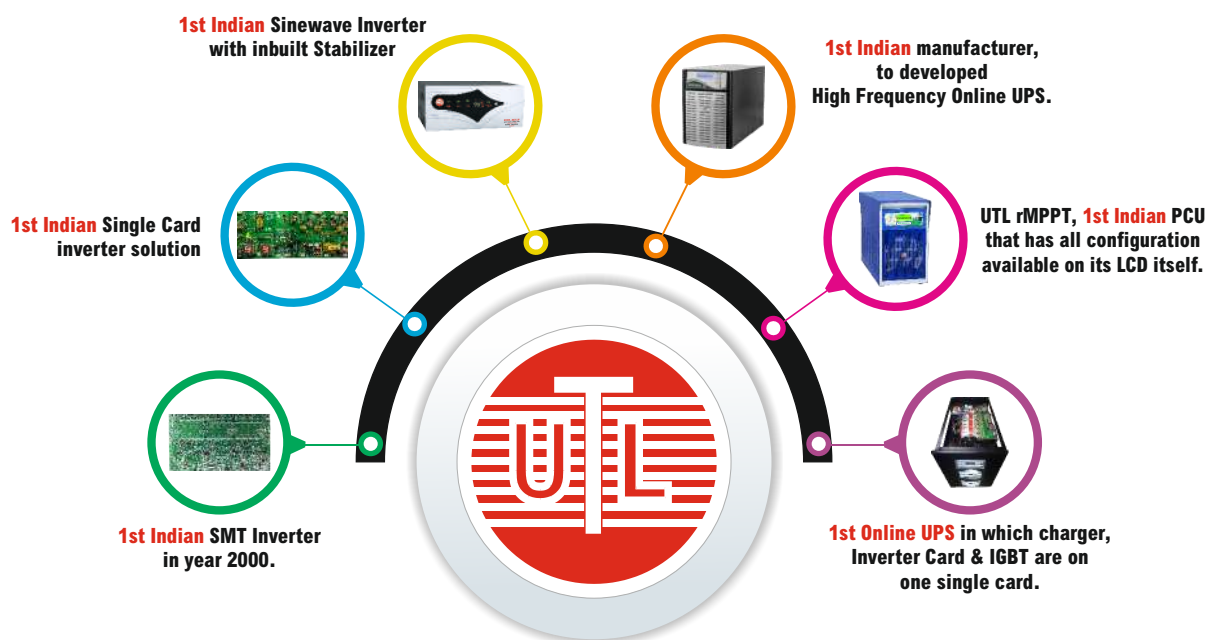 1st Indian Sinewave Inverter
with inbuilt Stabilizer
1st Indian manufacturer,
to developed
High Frequency Online UPS.
1st Indian Single Card
inverter solution
UTL rMPPT, 1st Indian PCU
that has all configuration
available on its LCD itself.
UTL
1st Indian SMT Inverter
in year 2000.
1st Online UPS in which charger,
Inverter Card & IGBT are on
one single card.